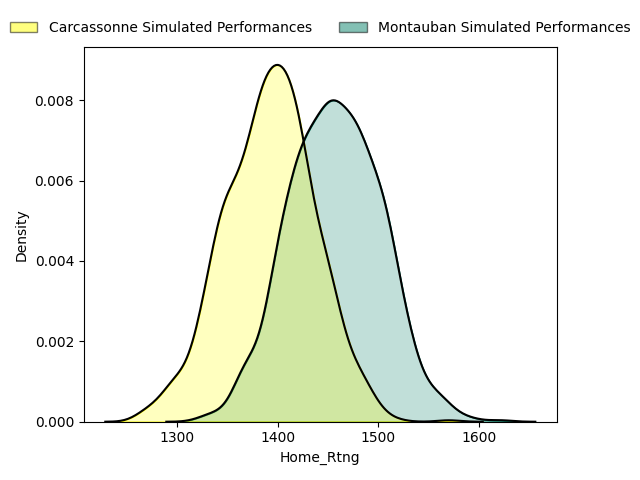 Carcassonne Simulated Performances Montauban Simulated Performances
0.008
0.006
0.004
0.002
0.000
Density
1300 1400 1500 1600
Home_Rtng